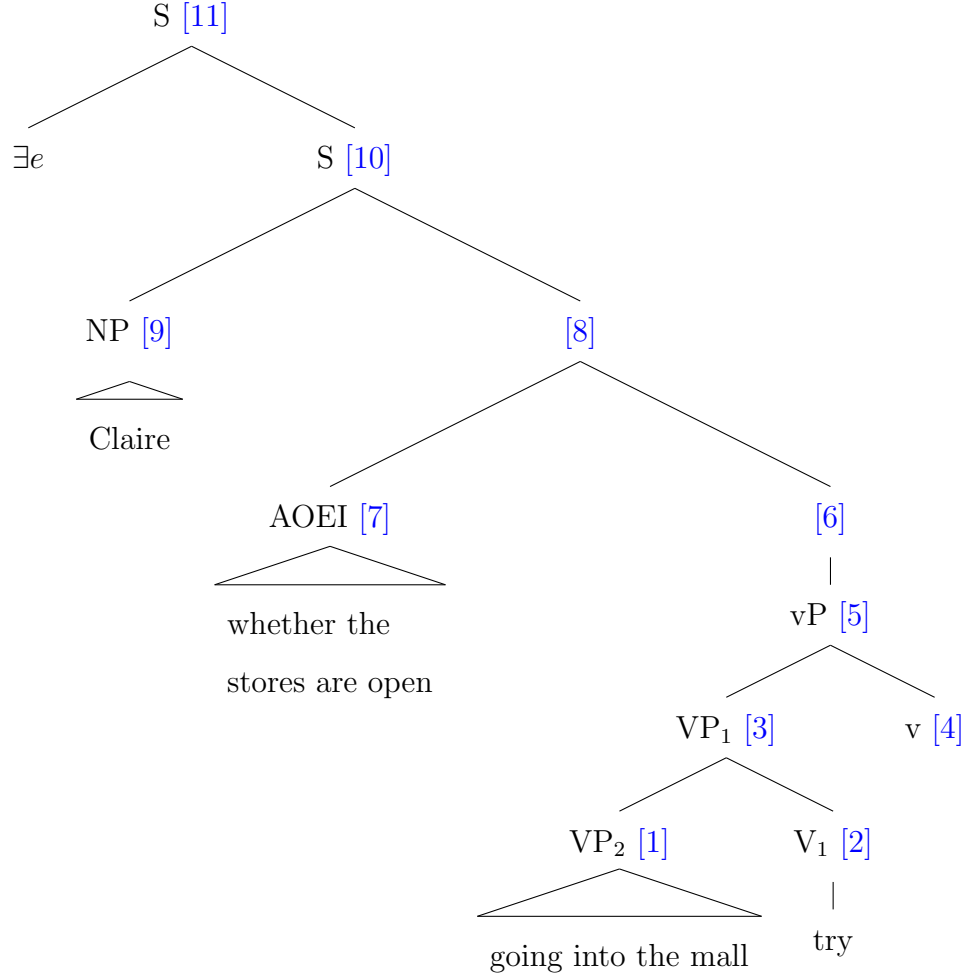 S [11]
∃e
S [10]
NP [9]
[8]
Claire
AOEI [7]
[6]
whether the
stores are open
vP [5]
VP₁ [3]
v [4]
VP₂ [1]
V₁ [2]
going into the mall
try